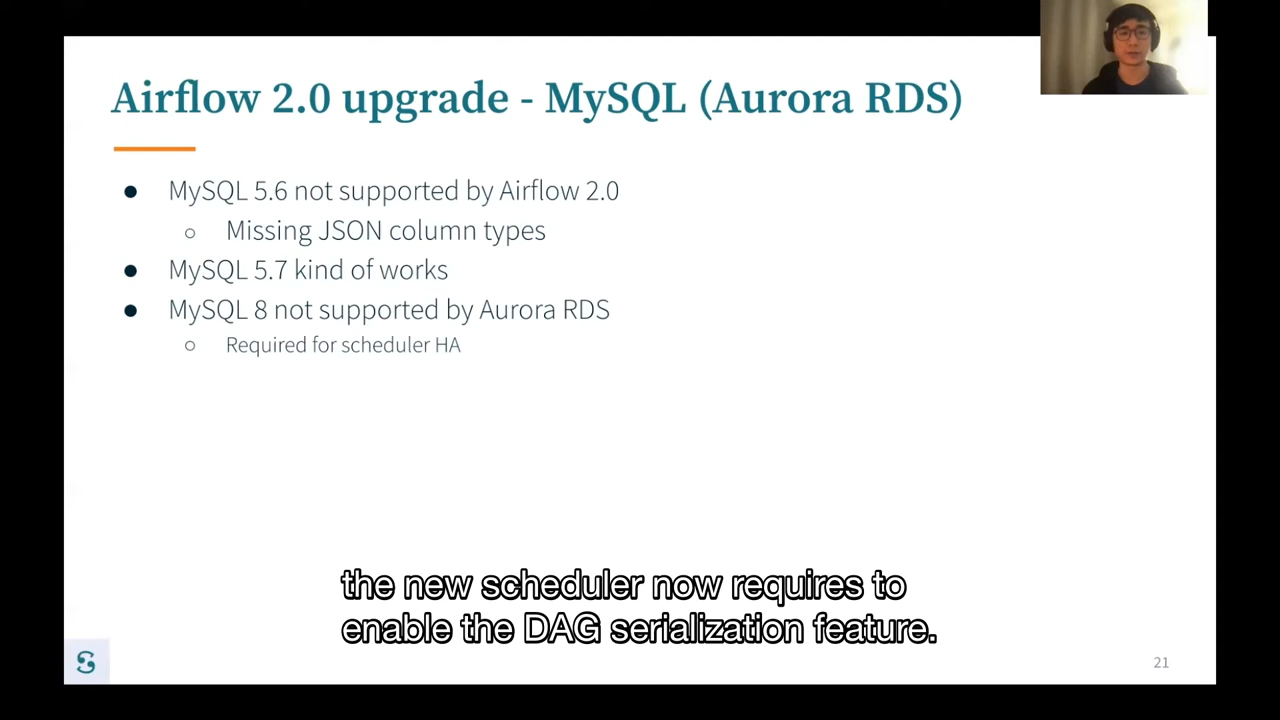 Airflow 2.0 upgrade - MySQL (Aurora RDS)
● MySQL 5.6 not supported by Airflow 2.0
○ Missing JSON column types
● MySQL 5.7 kind of works
● MySQL 8 not supported by Aurora RDS
○ Required for scheduler HA
the new scheduler now requires to
enable the DAG serialization feature.
21